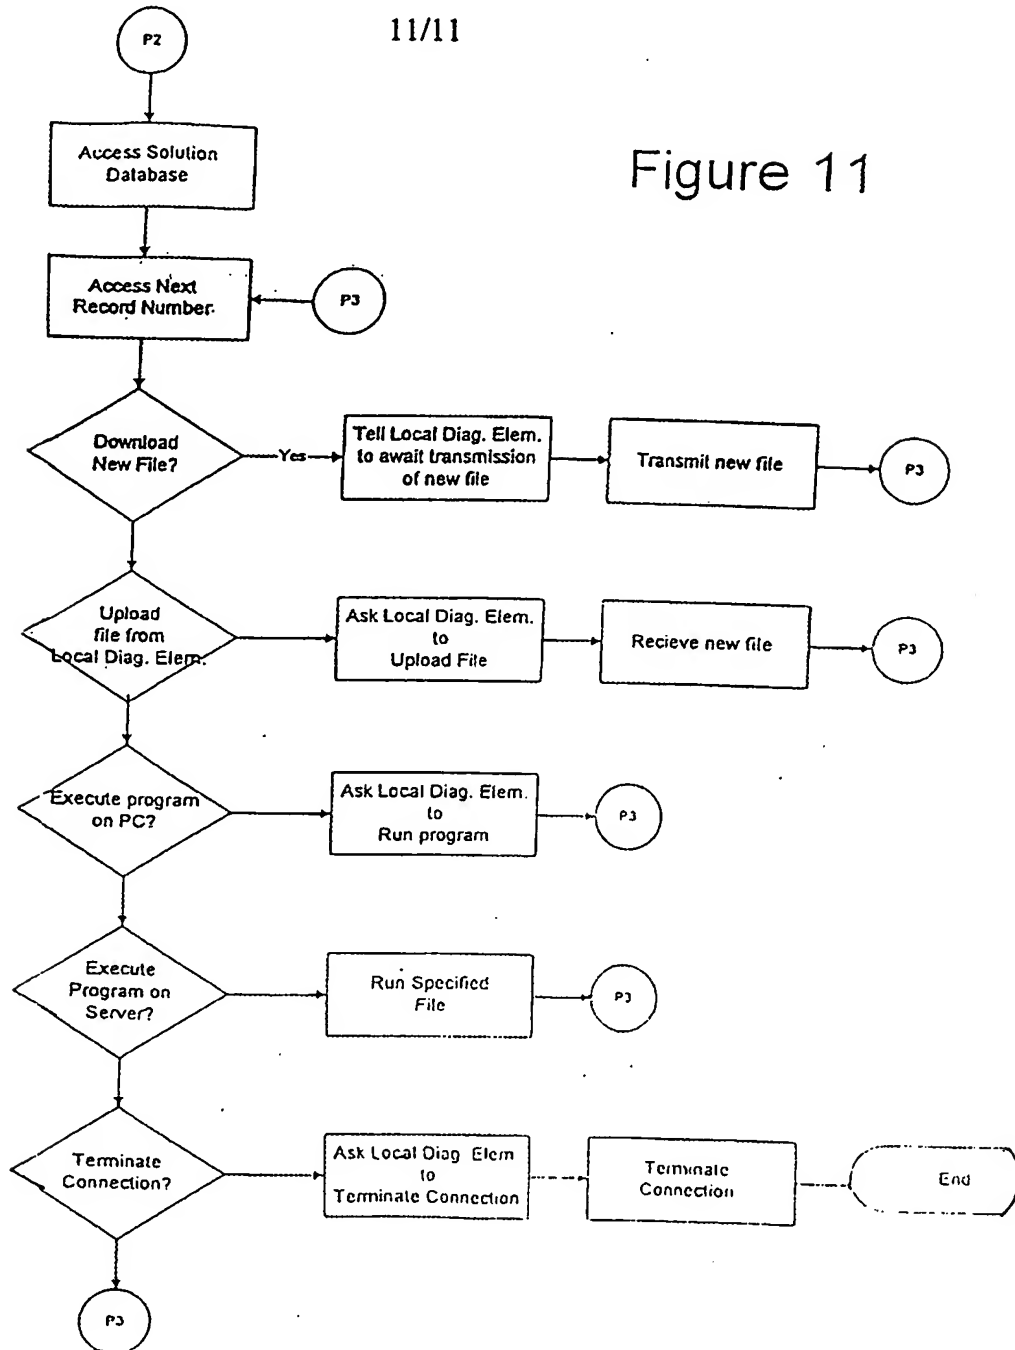 11/11
P2
Access Solution
Database
Figure 11
Access Next
Record Number.
P3
Download
New File?
Yes
Tell Local Diag. Elem.
to await transmission
of new file
Transmit new file
P3
Upload
file from
Local Diag. Elem.
Ask Local Diag. Elem.
to
Upload File
Recieve new file
P3
Execute program
on PC?
Ask Local Diag. Elem.
to
Run program
P3
Execute
Program on
Server?
Run Specified
File
P3
Terminate
Connection?
Ask Local Diag Elem
to
Terminate Connection
Terminate
Connection
End
P3